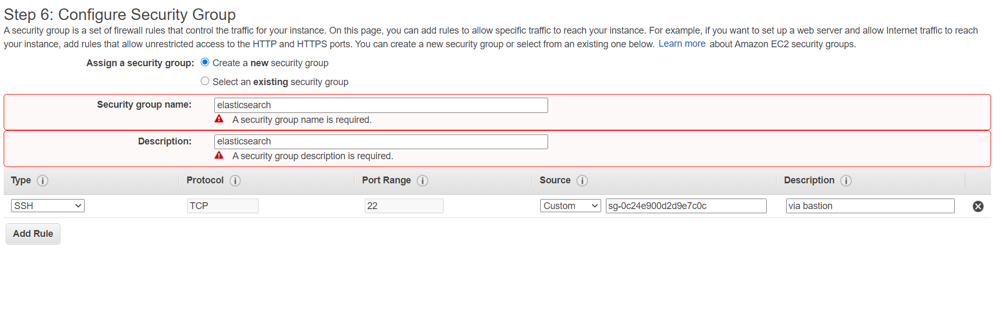 Step 6: Configure Security Group
A security group is a set of firewall rules that control the traffic for your instance. On this page, you can add rules to allow specific traffic to reach your instance. For example, if you want to set up a web server and allow Internet traffic to reach
your instance, add rules that allow unrestricted access to the HTTP and HTTPS ports. You can create a new security group or select from an existing one below. Learn more about Amazon EC2 security groups.
Assign a security group: Create a new security group
Select an existing security group
Security group name: elasticsearch
A security group name is required.
Description: elasticsearch
A security group description is required.
Type i Protocol i Port Range i Source i Description i
SSH TCP 22 Custom sg-0c24e900d2d9e7c0c via bastion
Add Rule